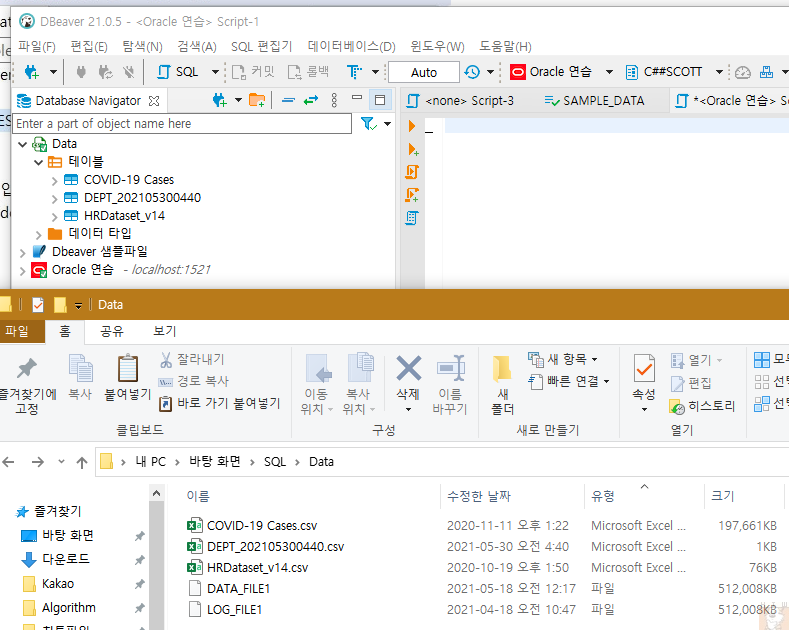 DBeaver 21.0.5 - <Oracle 연습> Script-1
파일(F) 편집(E) 탐색(N) 검색(A) SQL 편집기 데이터베이스(D) 윈도우(W) 도움말(H)
SQL 커밋 롤백 Auto Oracle 연습 C##SCOTT
Database Navigator
<none> Script-3 SAMPLE_DATA *<Oracle 연습>
Enter a part of object name here
Data
테이블
COVID-19 Cases
DEPT_202105300440
HRDataset_v14
데이터 타입
Dbeaver 샘플파일
Oracle 연습 - localhost:1521
Data
파일 홈 공유 보기
즐겨찾기에 고정
복사
붙여넣기
잘라내기
경로 복사
바로 가기 붙여넣기
클립보드
이동 위치
복사 위치
삭제
이름 바꾸기
구성
새 폴더
새 항목
빠른 연결
새로 만들기
속성
열기
편집
히스토리
열기
내 PC > 바탕 화면 > SQL > Data
이름 수정한 날짜 유형 크기
즐겨찾기
바탕 화면
다운로드
Kakao
Algorithm
COVID-19 Cases.csv 2020-11-11 오후 1:22 Microsoft Excel ... 197,661KB
DEPT_202105300440.csv 2021-05-30 오전 4:40 Microsoft Excel ... 1KB
HRDataset_v14.csv 2020-10-19 오후 1:50 Microsoft Excel ... 76KB
DATA_FILE1 2021-05-18 오전 12:17 파일 512,008KB
LOG_FILE1 2021-04-18 오전 10:47 파일 512,008KB